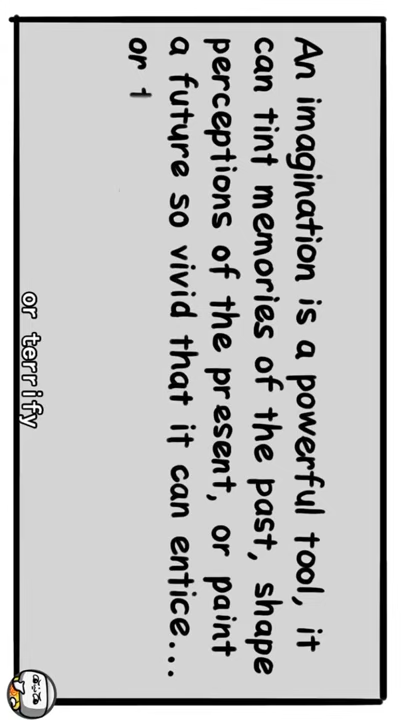 An imagination is a powerful tool, it
can tint memories of the past, shape
perceptions of the present, or paint
a future so vivid that it can entice...
or t
or terrify